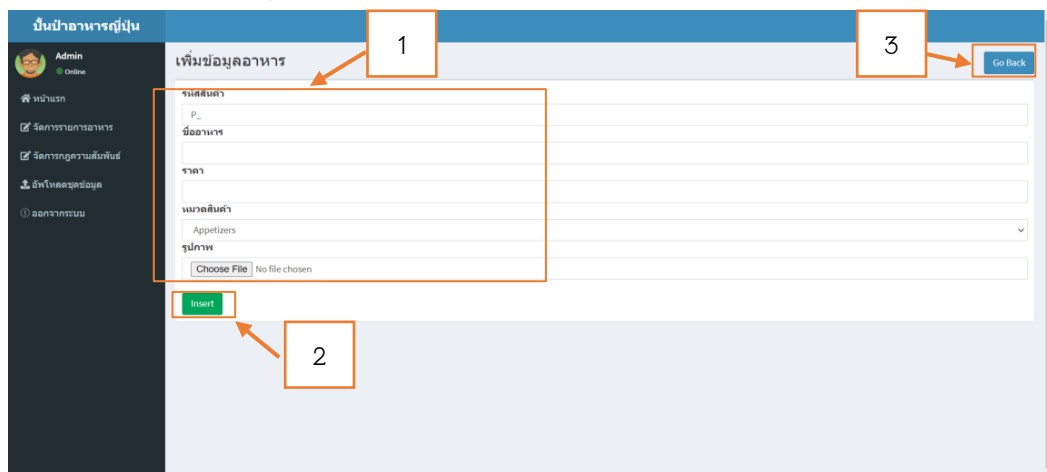 ปั้นป้าอาหารญี่ปุ่น
Admin
Online
หน้าแรก
จัดการรายการอาหาร
จัดการกฎความสัมพันธ์
อัพโหลดชุดข้อมูล
ออกจากระบบ
1
3
เพิ่มข้อมูลอาหาร
Go Back
รหัสสินค้า
P_
ชื่ออาหาร
ราคา
หมวดสินค้า
Appetizers
รูปภาพ
Choose File No file chosen
Insert
2